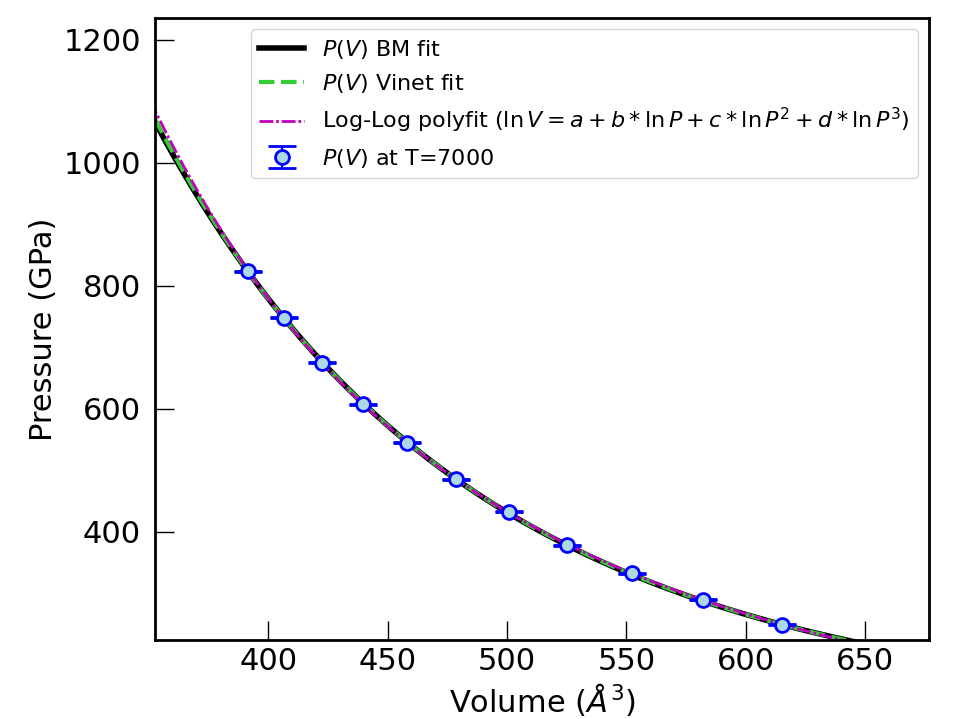 P(V) BM fit
P(V) Vinet fit
Log-Log polyfit (ln V = a + b * ln P + c * ln P² + d * ln P³)
P(V) at T=7000
1200
1000
800
600
400
Pressure (GPa)
400 450 500 550 600 650
Volume (Å³)